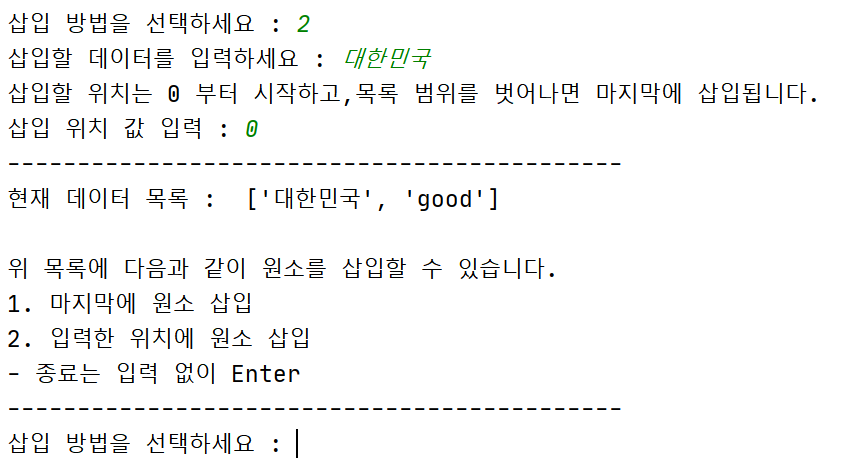 삽입 방법을 선택하세요 : 2
삽입할 데이터를 입력하세요 : 대한민국
삽입할 위치는 0 부터 시작하고,목록 범위를 벗어나면 마지막에 삽입됩니다.
삽입 위치 값 입력 : 0
--------------------------------------------
현재 데이터 목록 :  ['대한민국', 'good']
위 목록에 다음과 같이 원소를 삽입할 수 있습니다.
1. 마지막에 원소 삽입
2. 입력한 위치에 원소 삽입
- 종료는 입력 없이 Enter
--------------------------------------------
삽입 방법을 선택하세요 :